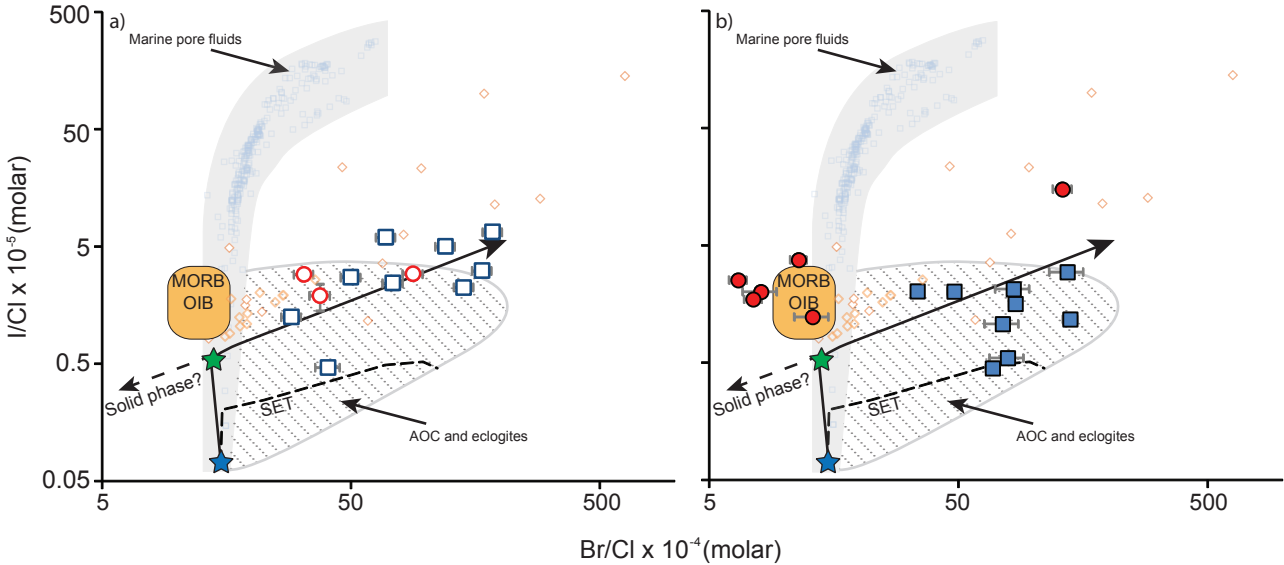 a)
500
50
5
0.5
0.05
I/Cl x 10⁻⁵ (molar)
Marine pore fluids
MORB
OIB
Solid phase?
SET
AOC and eclogites
5
50
500
b)
Marine pore fluids
MORB
OIB
Solid phase?
SET
AOC and eclogites
5
50
500
Br/Cl x 10⁻⁴ (molar)